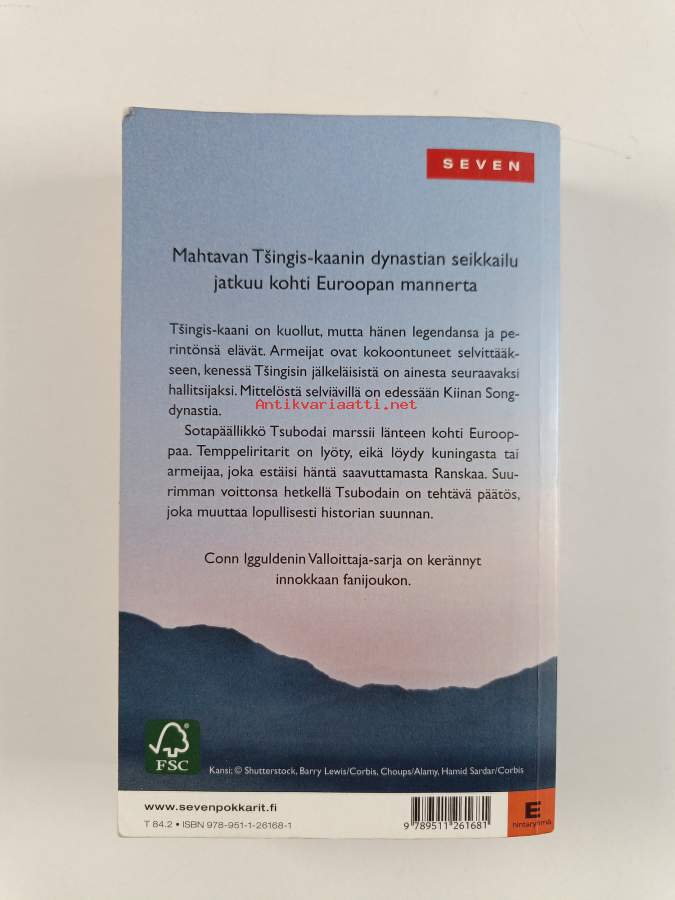 SEVEN
Mahtavan Tšingis-kaanin dynastian seikkailu
jatkuu kohti Euroopan mannerta
Tšingis-kaani on kuollut, mutta hänen legendansa ja pe-
rintönsä elävät. Armeijat ovat kokoontuneet selvittääk-
seen, kenessä Tšingisin jälkeläisistä on ainesta seuraavaksi
hallitsijaksi. Mittelöstä selviävillä on edessään Kiinan Song-
dynastia.
Antikvariaatti.net
Sotapäällikkö Tsubodai marssii länteen kohti Euroop-
paa. Temppeliritarit on lyöty, eikä löydy kuningasta tai
armeijaa, joka estäisi häntä saavuttamasta Ranskaa. Suu-
rimman voittonsa hetkellä Tsubodain on tehtävä päätös,
joka muuttaa lopullisesti historian suunnan.
Conn Igguldenin Valloittaja-sarja on kerännyt
innokkaan fanijoukon.
FSC
Kansi: © Shutterstock, Barry Lewis/Corbis, Choups/Alamy, Hamid Sardar/Corbis
www.sevenpokkarit.fi
T 84.2 • ISBN 978-951-1-26168-1
9 789511 261681
E
hintaryhmä